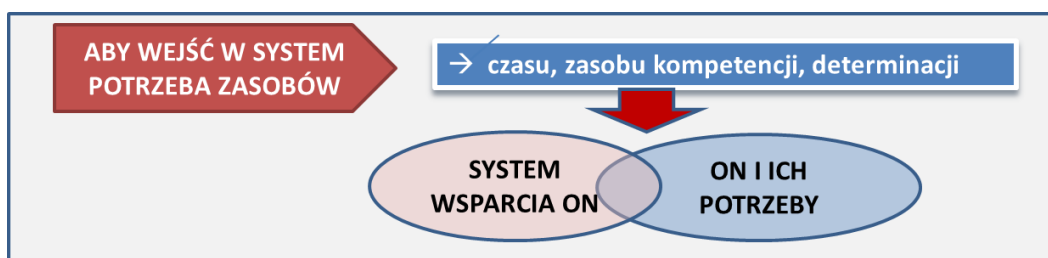 ABY WEJŚĆ W SYSTEM
POTRZEBA ZASOBÓW
→ czasu, zasobu kompetencji, determinacji
SYSTEM
WSPARCIA ON
ON I ICH
POTRZEBY